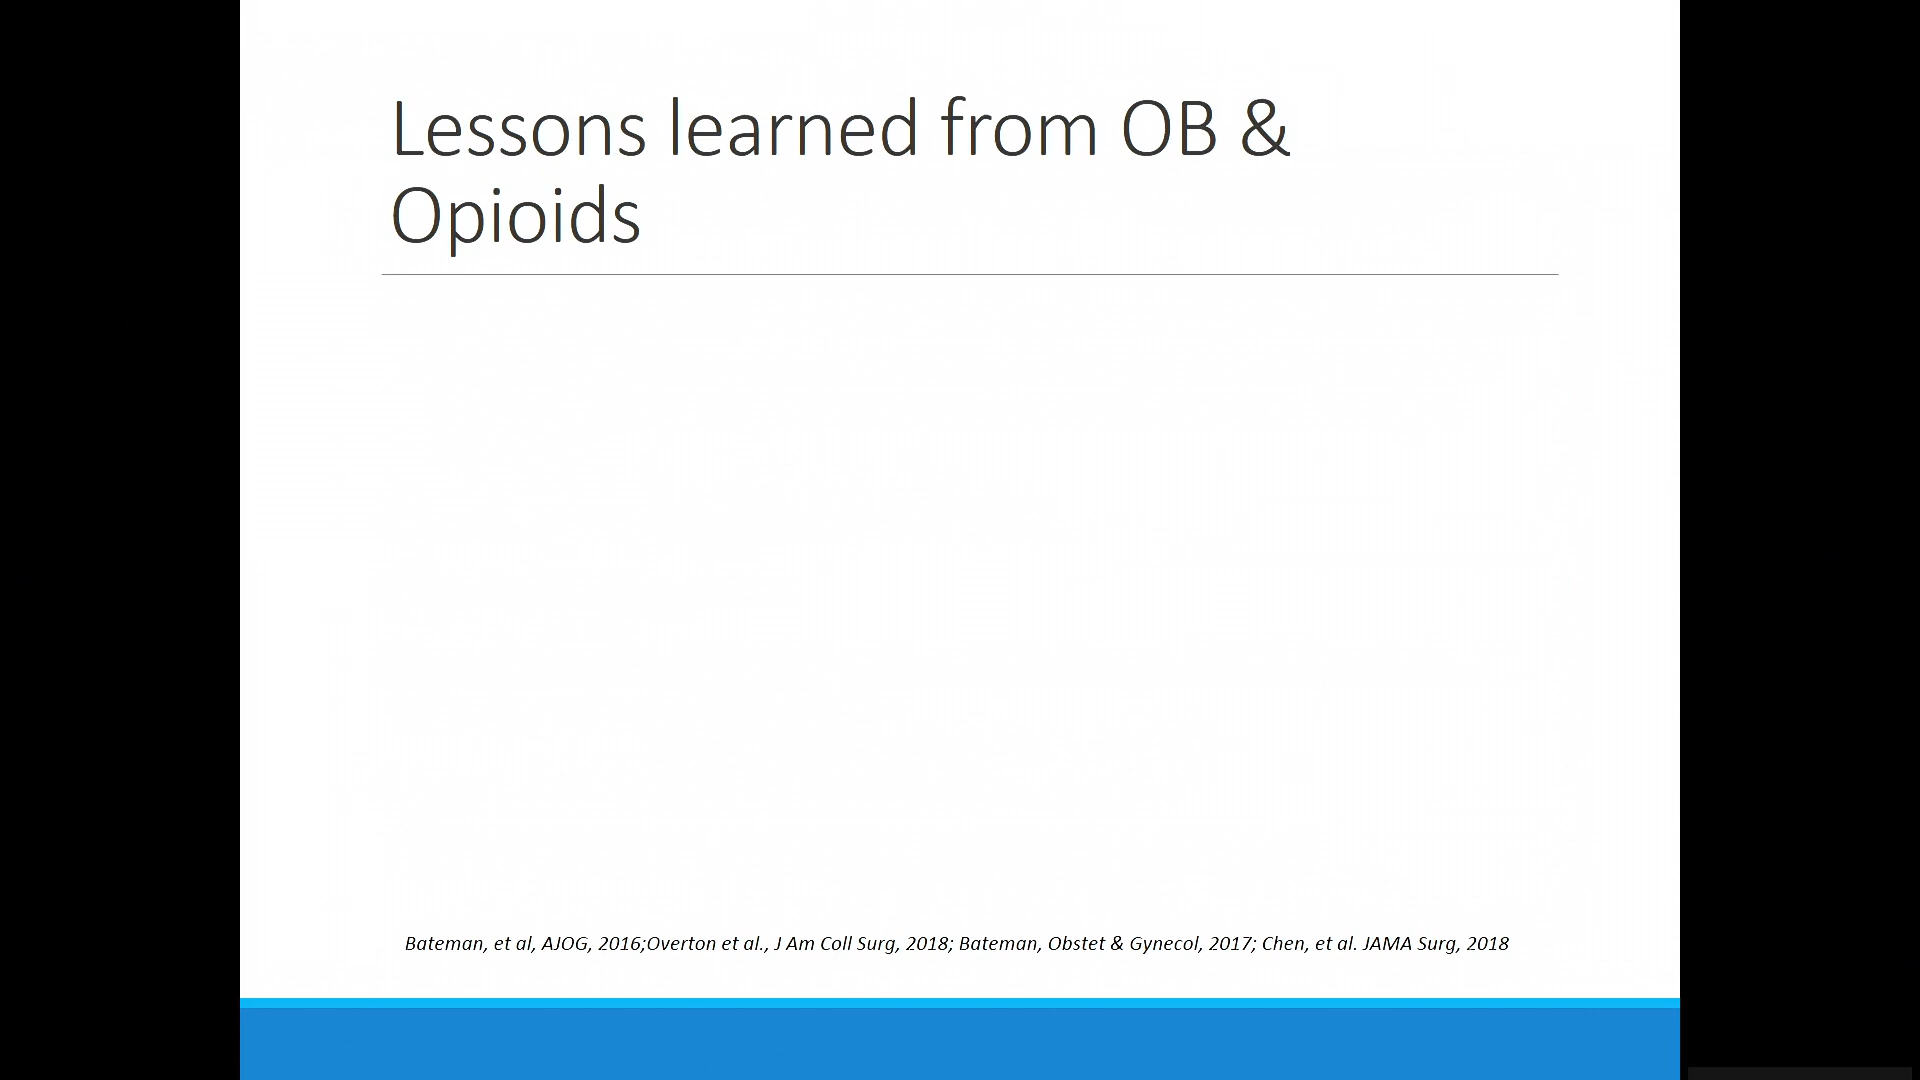 Lessons learned from OB &
Opioids
Bateman, et al, AJOG, 2016;Overton et al., J Am Coll Surg, 2018; Bateman, Obstet & Gynecol, 2017; Chen, et al. JAMA Surg, 2018